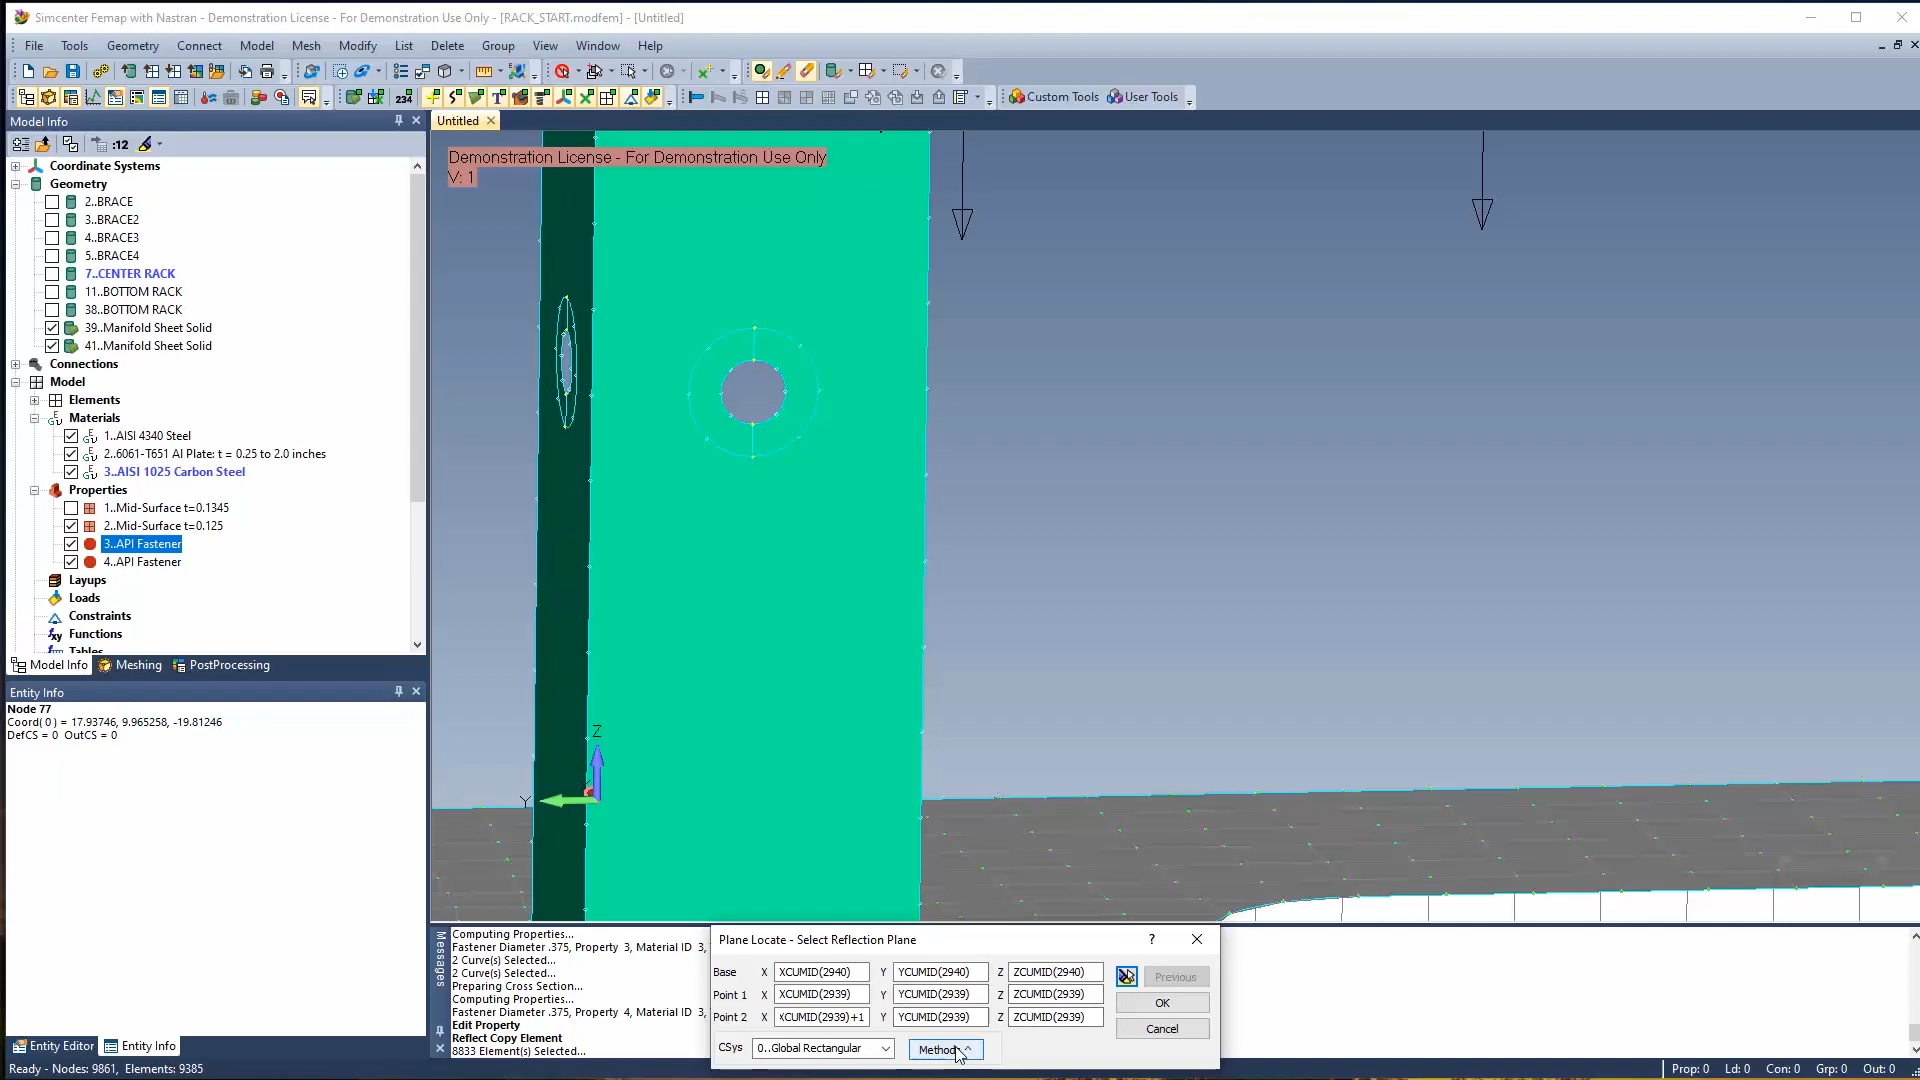 Simcenter Femap with Nastran - Demonstration License - For Demonstration Use Only - [RACK_START.modfem] - [Untitled]
File Tools Geometry Connect Model Mesh Modify List Delete Group View Window Help
234 Custom Tools User Tools
Model Info
Untitled
:12
Coordinate Systems
Geometry
2..BRACE
3..BRACE2
4..BRACE3
5..BRACE4
7..CENTER RACK
11..BOTTOM RACK
38..BOTTOM RACK
39..Manifold Sheet Solid
41..Manifold Sheet Solid
Connections
Model
Elements
Materials
1..AISI 4340 Steel
2..6061-T651 Al Plate: t = 0.25 to 2.0 inches
3..AISI 1025 Carbon Steel
Properties
1..Mid-Surface t=0.1345
2..Mid-Surface t=0.125
3..API Fastener
4..API Fastener
Layups
Loads
Constraints
Functions
Tables
Model Info Meshing PostProcessing
Entity Info
Node 77
Coord( 0 ) = 17.93746, 9.965258, -19.81246
DefCS = 0 OutCS = 0
Entity Editor Entity Info
Demonstration License - For Demonstration Use Only
V: 1
Z
Y
Messages
Computing Properties...
Fastener Diameter .375, Property 3, Material ID 3,
2 Curve(s) Selected...
2 Curve(s) Selected...
Preparing Cross Section...
Computing Properties...
Fastener Diameter .375, Property 4, Material ID 3,
Edit Property
Reflect Copy Element
8833 Element(s) Selected...
Plane Locate - Select Reflection Plane ?
Base X XCUMID(2940) Y YCUMID(2940) Z ZCUMID(2940) Previous
Point 1 X XCUMID(2939) Y YCUMID(2939) Z ZCUMID(2939) OK
Point 2 X XCUMID(2939)+1 Y YCUMID(2939) Z ZCUMID(2939) Cancel
CSys 0..Global Rectangular Method ^
Ready - Nodes: 9861, Elements: 9385
Prop: 0 Ld: 0 Con: 0 Grp: 0 Out: 0